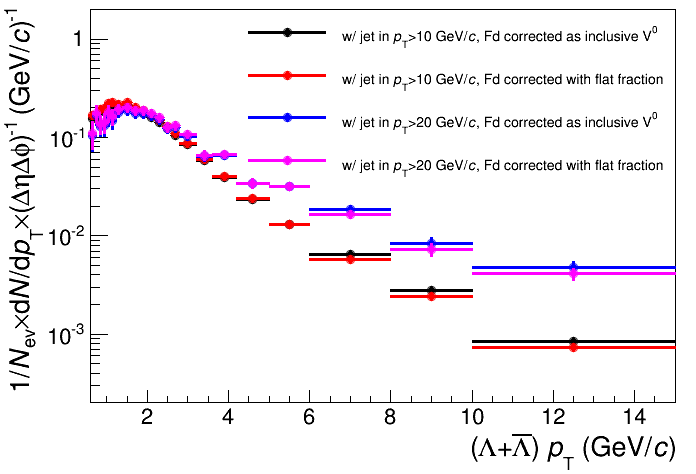 1/N_ev×dN/dp_T×(ΔηΔφ)^-1 (GeV/c)^-1
w/ jet in p_T>10 GeV/c, Fd corrected as inclusive V^0
w/ jet in p_T>10 GeV/c, Fd corrected with flat fraction
w/ jet in p_T>20 GeV/c, Fd corrected as inclusive V^0
w/ jet in p_T>20 GeV/c, Fd corrected with flat fraction
1
10^-1
10^-2
10^-3
2 4 6 8 10 12 14
(Λ+Λ̅) p_T (GeV/c)